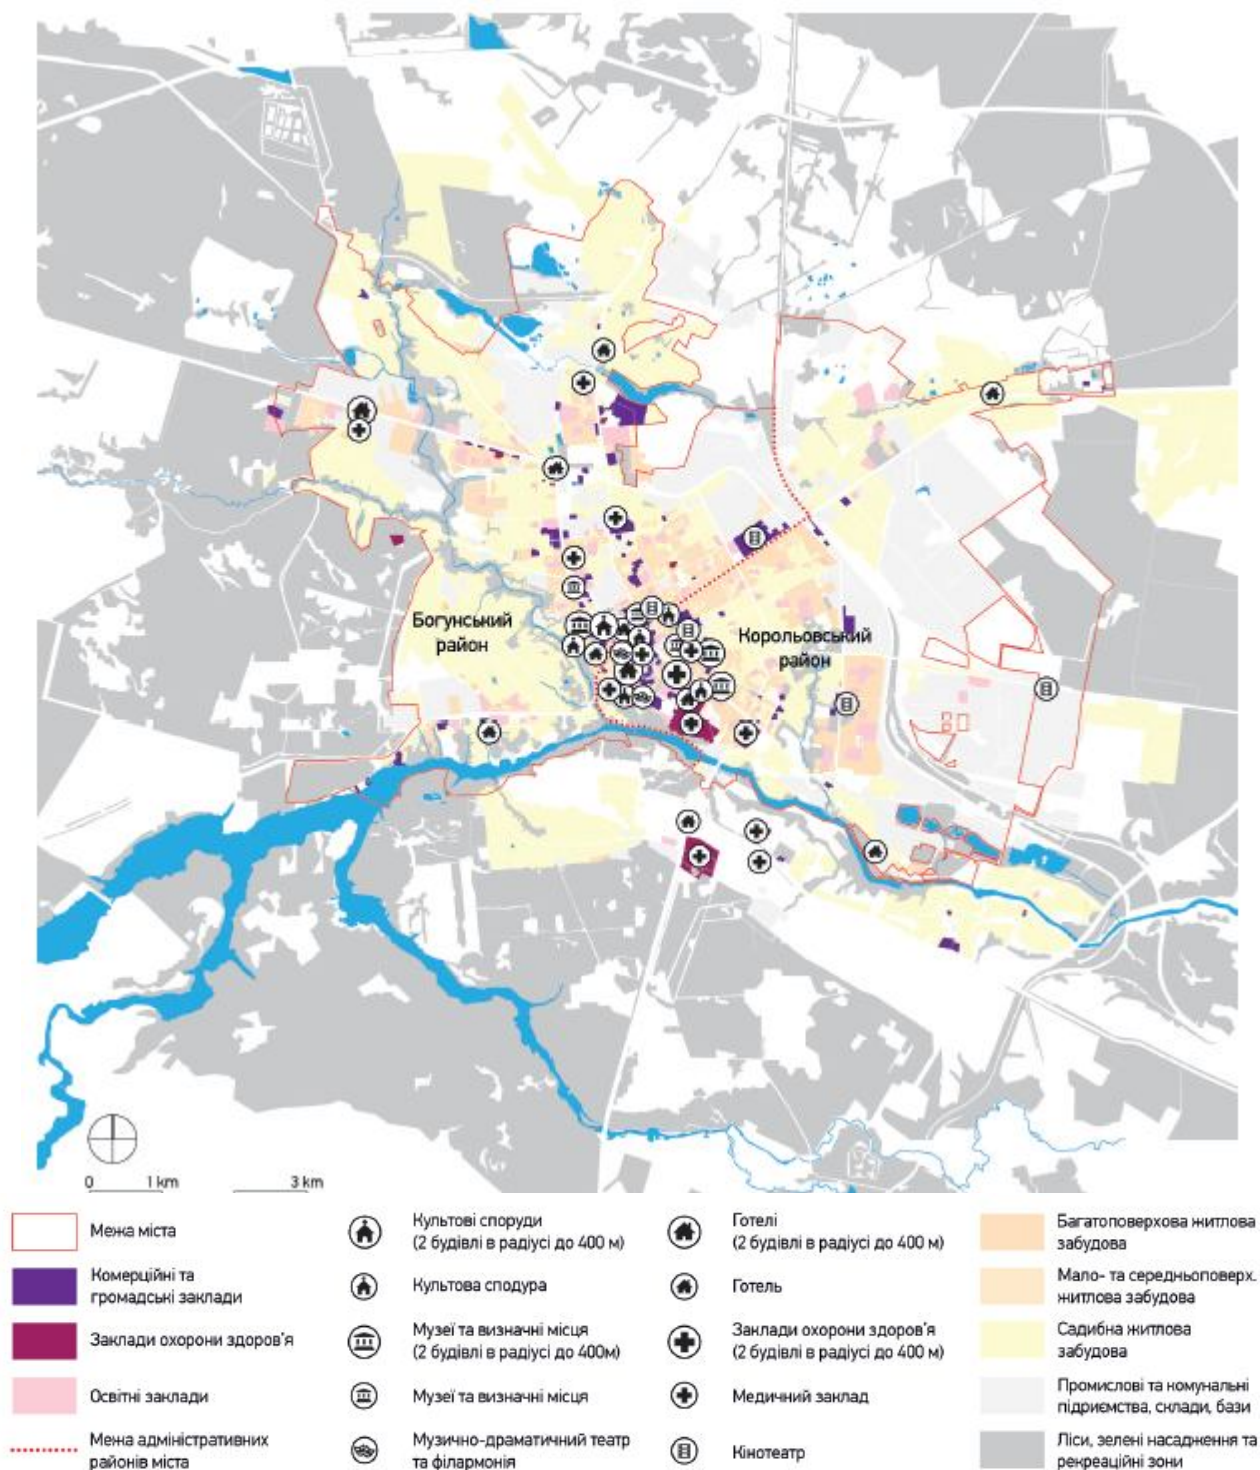 Богунський
район
Корольовський
район
0 1 km 3 km
Межа міста
Комерційні та
громадські заклади
Заклади охорони здоров'я
Освітні заклади
Межа адміністративних
районів міста
Культові споруди
(2 будівлі в радіусі до 400 м)
Культова сподура
Музеї та визначні місця
(2 будівлі в радіусі до 400м)
Музеї та визначні місця
Музично-драматичний театр
та філармонія
Готелі
(2 будівлі в радіусі до 400 м)
Готель
Заклади охорони здоров'я
(2 будівлі в радіусі до 400 м)
Медичний заклад
Кінотеатр
Багатоповерхова житлова
забудова
Мало- та середньоповерх.
житлова забудова
Садибна житлова
забудова
Промислові та комунальні
підриємства, склади, бази
Ліси, зелені насадження та
рекреаційні зони